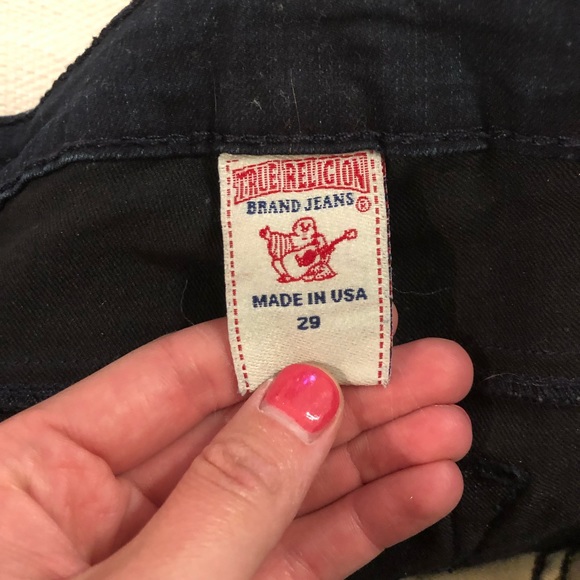 TRUE RELIGION
BRAND JEANS ®
MADE IN USA
29